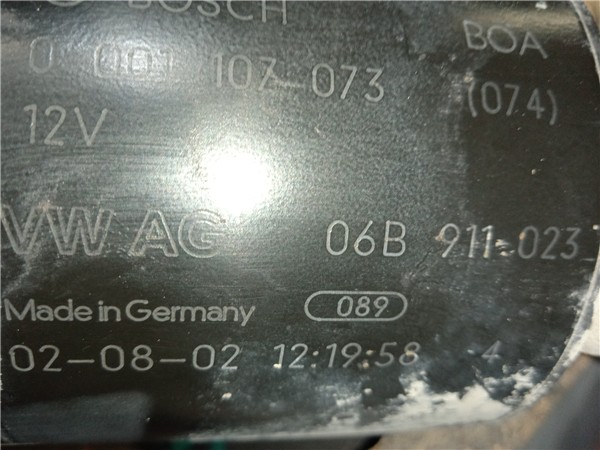 BOSCH BOA
0 001 107-073 (074)
12V
VW AG 06B 911 023
Made in Germany 089
02-08-02 12:19:58 4